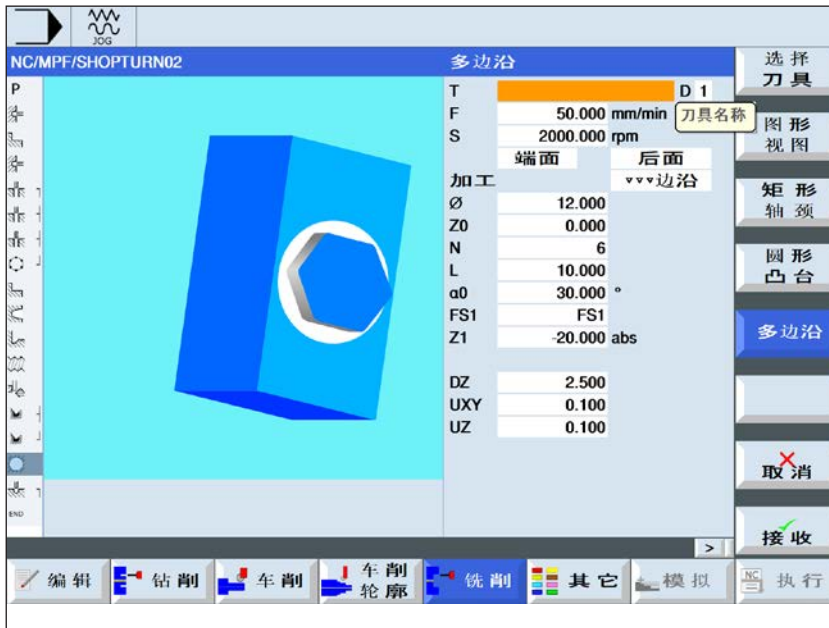 JOG
NC/MPF/SHOPTURN02
多边沿
P
T D 1
F 50.000 mm/min
刀具名称
S 2000.000 rpm
端面 后面
加工 ▿▿▿边沿
Ø 12.000
Z0 0.000
N 6
L 10.000
α0 30.000 °
FS1 FS1
Z1 -20.000 abs
DZ 2.500
UXY 0.100
UZ 0.100
END
选择
刀具
图形
视图
矩形
轴颈
圆形
凸台
多边沿
取消
接收
>
编辑
钻削
车削
车削
轮廓
铣削
其它
模拟
NC
执行